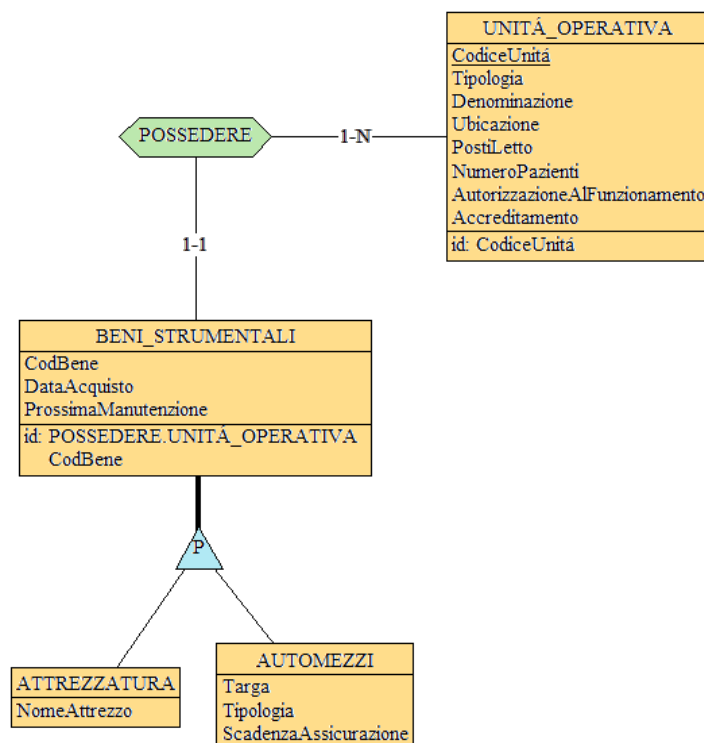 UNITÁ_OPERATIVA
CodiceUnitá
Tipologia
Denominazione
Ubicazione
PostiLetto
NumeroPazienti
AutorizzazioneAlFunzionamento
Accreditamento
id: CodiceUnitá
POSSEDERE
1-N
1-1
BENI_STRUMENTALI
CodBene
DataAcquisto
ProssimaManutenzione
id: POSSEDERE.UNITÁ_OPERATIVA
CodBene
P
ATTREZZATURA
NomeAttrezzo
AUTOMEZZI
Targa
Tipologia
ScadenzaAssicurazione